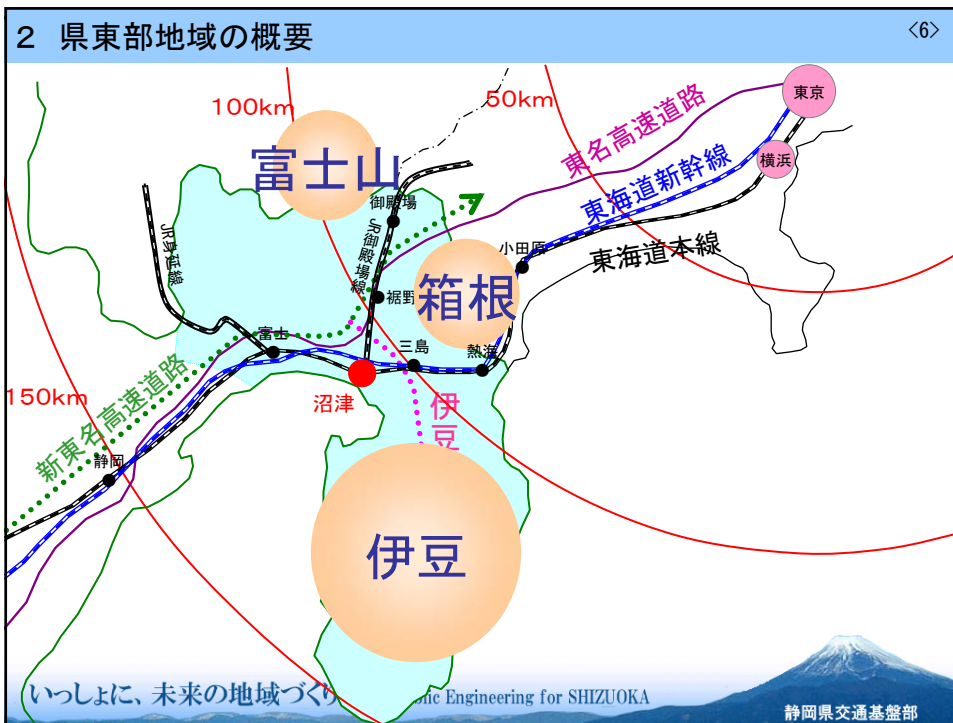 2 県東部地域の概要
<6>
100km
50km
150km
東京
横浜
東名高速道路
東海道新幹線
東海道本線
富士山
御殿場
JR御殿場線
JR身延線
小田原
箱根
裾野
富士
三島
熱海
沼津
新東名高速道路
静岡
伊豆
伊豆
いっしょに、未来の地域づくり
lic Engineering for SHIZUOKA
静岡県交通基盤部